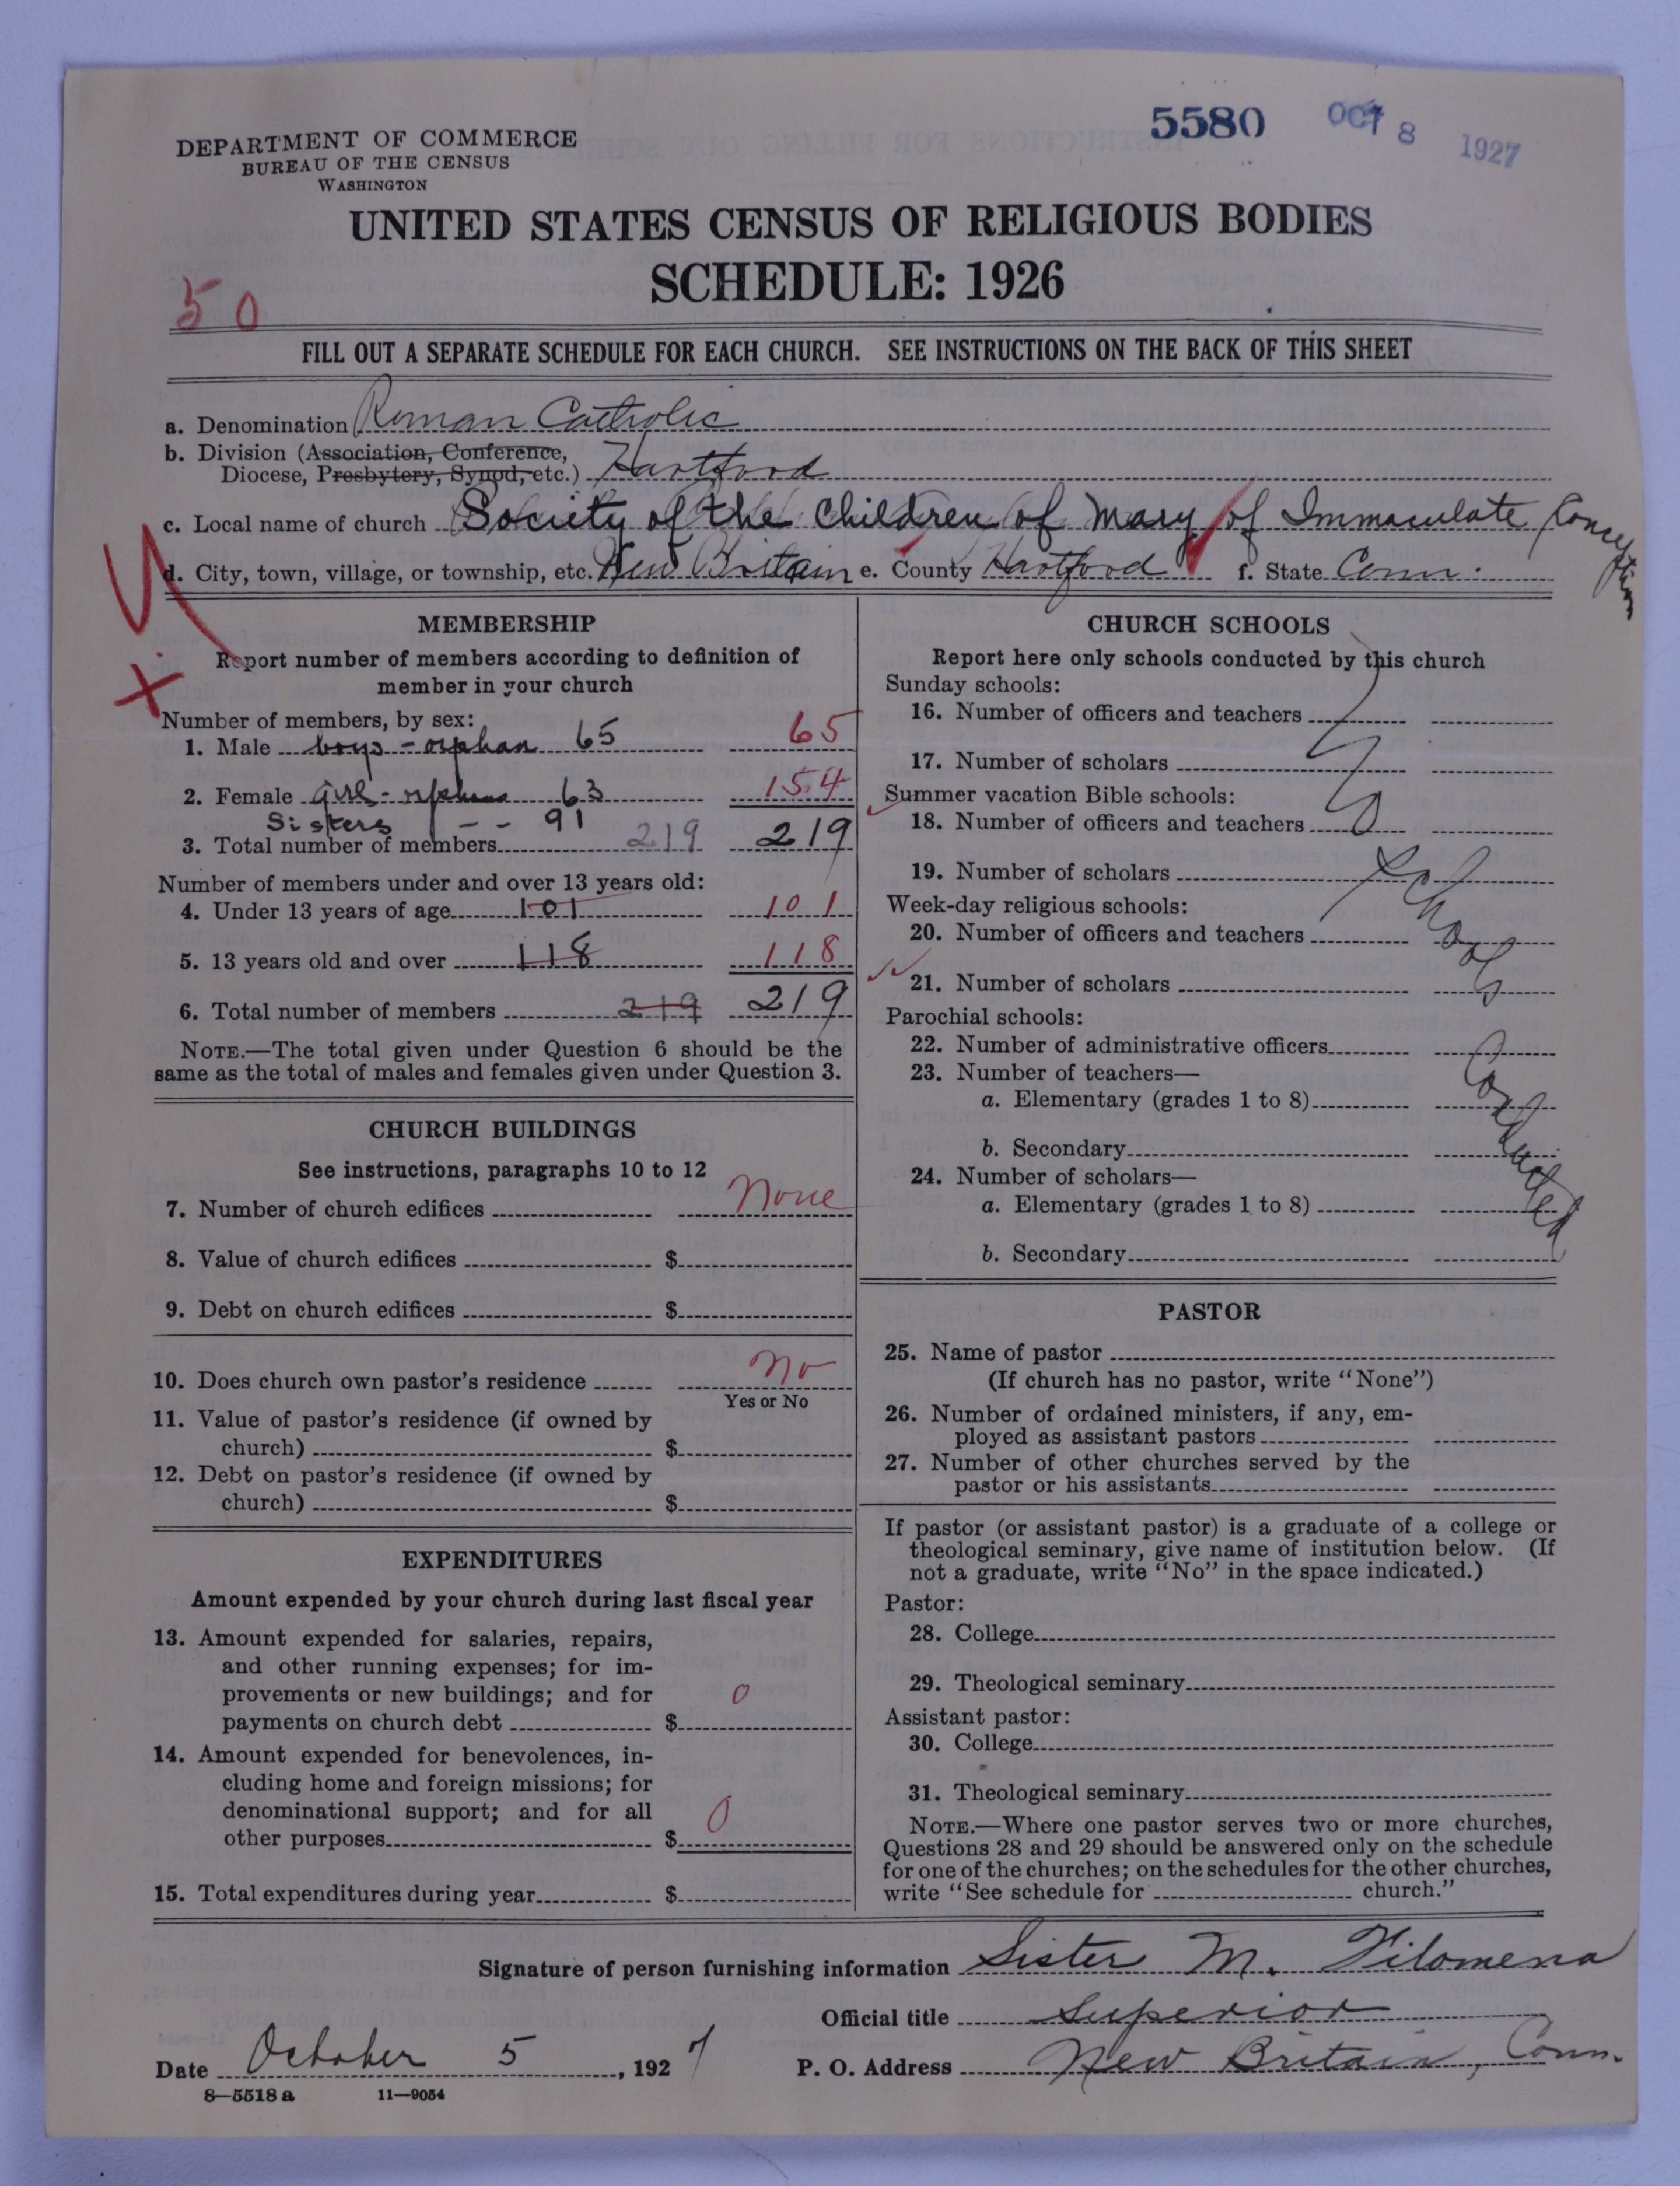 5580 OCT 8 1927
DEPARTMENT OF COMMERCE
BUREAU OF THE CENSUS
WASHINGTON
UNITED STATES CENSUS OF RELIGIOUS BODIES
SCHEDULE: 1926
50
FILL OUT A SEPARATE SCHEDULE FOR EACH CHURCH. SEE INSTRUCTIONS ON THE BACK OF THIS SHEET
a. Denomination Roman Catholic
b. Division (Association, Conference,
Diocese, Presbytery, Synod, etc.) Hartford
c. Local name of church Society of the Children of Mary of Immaculate Conception
d. City, town, village, or township, etc. New Britain e. County Hartford f. State Conn.
MEMBERSHIP
Report number of members according to definition of
member in your church
Number of members, by sex:
1. Male boys - orphan 65 65
2. Female girl - orphans 63 154
Sisters - - 91
3. Total number of members 219 219
Number of members under and over 13 years old:
4. Under 13 years of age 101 101
5. 13 years old and over 118 118
6. Total number of members 219 219
NOTE.—The total given under Question 6 should be the
same as the total of males and females given under Question 3.
CHURCH BUILDINGS
See instructions, paragraphs 10 to 12
7. Number of church edifices None
8. Value of church edifices $
9. Debt on church edifices $
10. Does church own pastor's residence No
Yes or No
11. Value of pastor's residence (if owned by
church) $
12. Debt on pastor's residence (if owned by
church) $
EXPENDITURES
Amount expended by your church during last fiscal year
13. Amount expended for salaries, repairs,
and other running expenses; for im-
provements or new buildings; and for
payments on church debt $ 0
14. Amount expended for benevolences, in-
cluding home and foreign missions; for
denominational support; and for all
other purposes $ 0
15. Total expenditures during year $
CHURCH SCHOOLS
Report here only schools conducted by this church
Sunday schools:
16. Number of officers and teachers
17. Number of scholars
Summer vacation Bible schools:
18. Number of officers and teachers
19. Number of scholars
Week-day religious schools:
20. Number of officers and teachers
21. Number of scholars
Parochial schools:
22. Number of administrative officers
23. Number of teachers—
a. Elementary (grades 1 to 8)
b. Secondary
24. Number of scholars—
a. Elementary (grades 1 to 8)
b. Secondary
No schools conducted
PASTOR
25. Name of pastor
(If church has no pastor, write "None")
26. Number of ordained ministers, if any, em-
ployed as assistant pastors
27. Number of other churches served by the
pastor or his assistants
If pastor (or assistant pastor) is a graduate of a college or
theological seminary, give name of institution below. (If
not a graduate, write "No" in the space indicated.)
Pastor:
28. College
29. Theological seminary
Assistant pastor:
30. College
31. Theological seminary
NOTE.—Where one pastor serves two or more churches,
Questions 28 and 29 should be answered only on the schedule
for one of the churches; on the schedules for the other churches,
write "See schedule for church."
Signature of person furnishing information Sister M. Filomena
Official title Superior
Date October 5, 1927 P. O. Address New Britain, Conn.
8—5518 a 11—9054